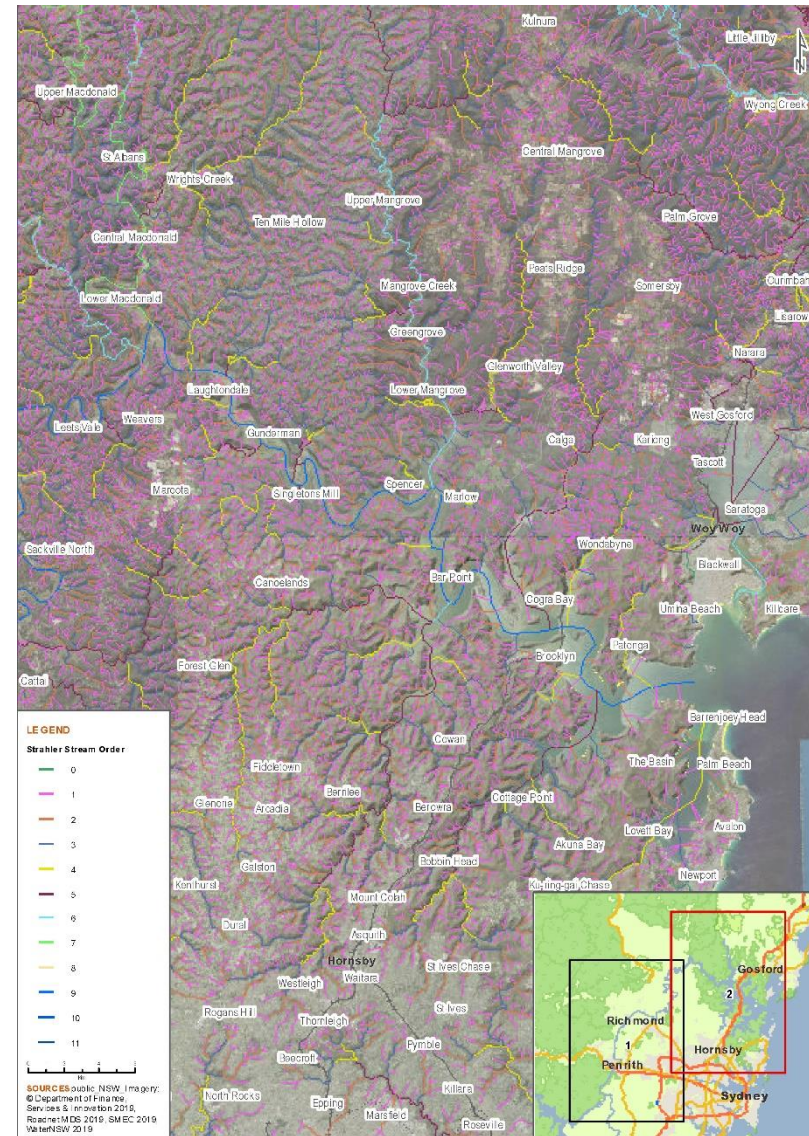 Kulnura
Little Jilliby
N
Upper Macdonald
Wyong Creek
St Albans
Central Mangrove
Wrights Creek
Upper Mangrove
Ten Mile Hollow
Palm Grove
Central Macdonald
Peats Ridge
Mangrove Creek
Somersby
Ourimbah
Lower Macdonald
Lisarow
Greengrove
Narara
Glenworth Valley
Laughtondale
Lower Mangrove
West Gosford
Weavers
Leets Vale
Gunderman
Calga
Kariong
Tascott
Maroota
Spencer
Singletons Mill
Marlow
Saratoga
Woy Woy
Sackville North
Wondabyne
Blackwall
Canoelands
Bar Point
Cogra Bay
Umina Beach
Killcare
Patonga
Forest Glen
Brooklyn
Cattai
Barrenjoey Head
Cowan
The Basin
Palm Beach
Fiddletown
Bernlee
Cottage Point
Glenorie
Arcadia
Berowra
Lovett Bay
Avalon
Akuna Bay
Galston
Bobbin Head
Newport
Kenthurst
Ku-ring-gai Chase
Mount Colah
Dural
Asquith
Hornsby
Waitara
St Ives Chase
Westleigh
Rogans Hill
St Ives
Thornleigh
Pymble
Beecroft
North Rocks
Killara
Epping
Marsfield
Roseville
LEGEND
Strahler Stream Order
0
1
2
3
4
5
6
7
8
9
10
11
SOURCES public_NSW_Imagery:
© Department of Finance,
Services & Innovation 2019,
Roadnet MDS 2019, SMEC 2019
WaterNSW 2019
Gosford
2
Richmond
1
Hornsby
Penrith
Sydney